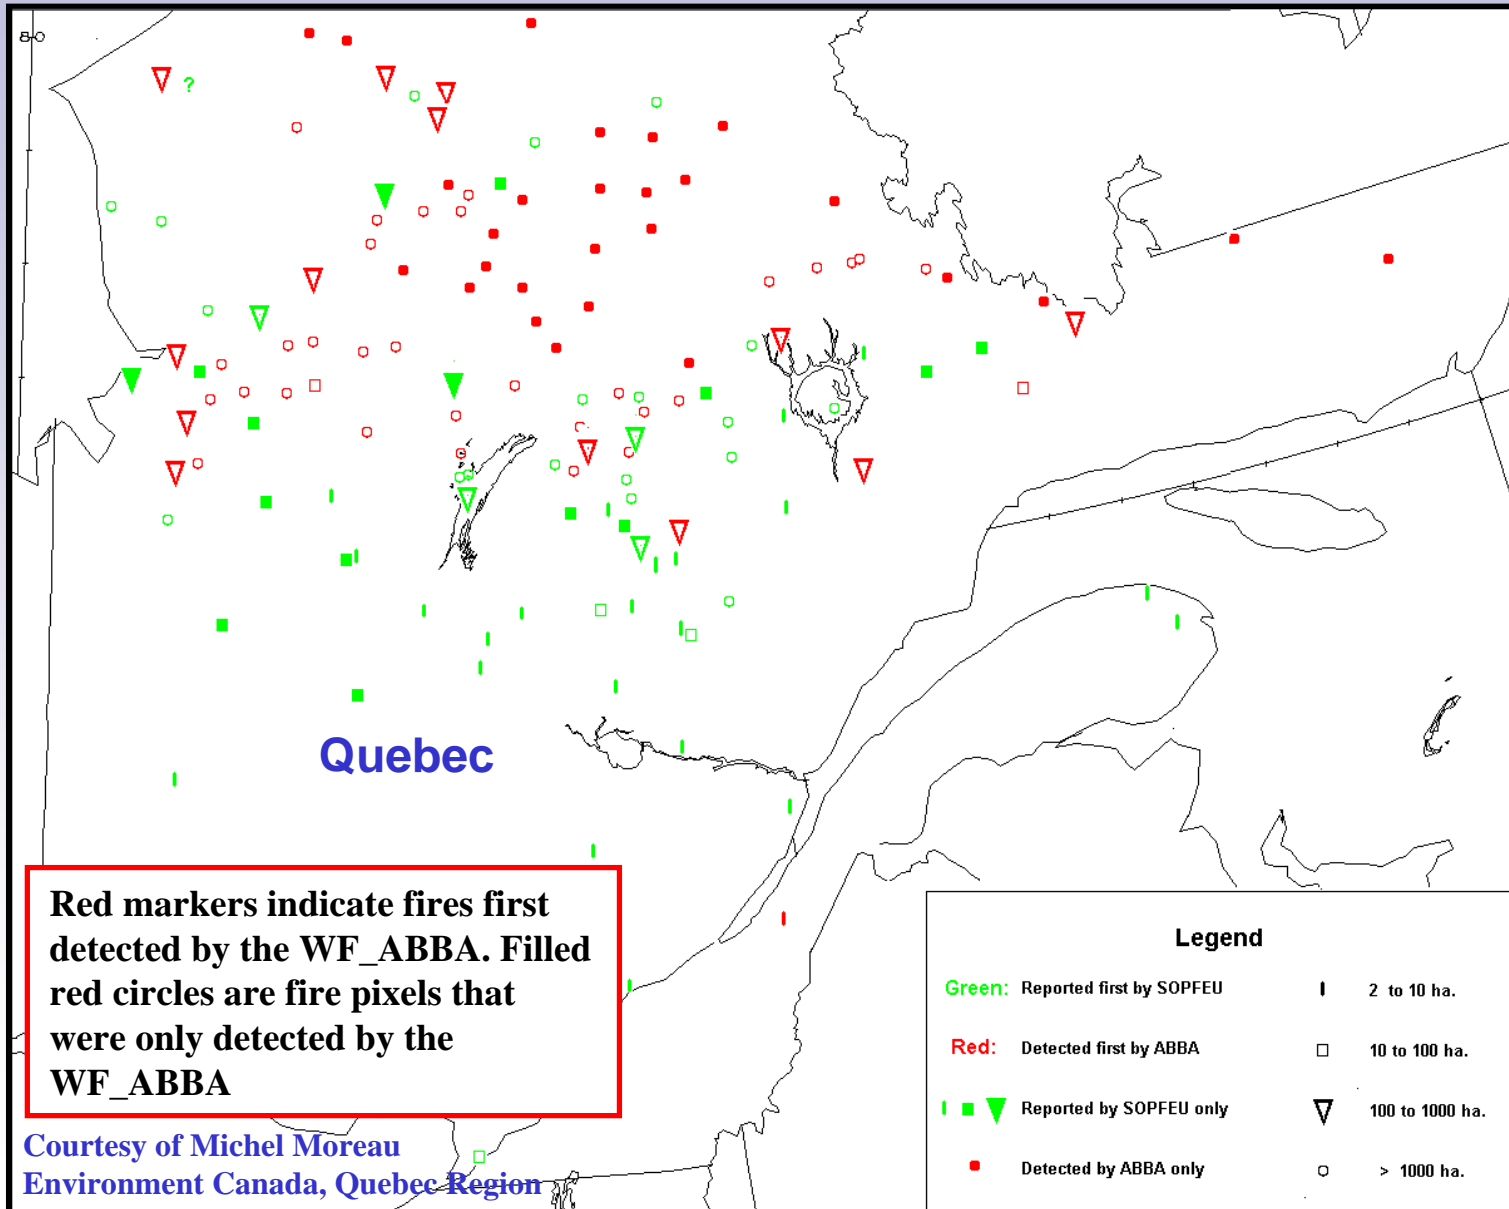 80
?
Quebec
Red markers indicate fires first
detected by the WF_ABBA. Filled
red circles are fire pixels that
were only detected by the
WF_ABBA
Courtesy of Michel Moreau
Environment Canada, Quebec Region
Legend
Green: Reported first by SOPFEU
2 to 10 ha.
Red: Detected first by ABBA
10 to 100 ha.
Reported by SOPFEU only
100 to 1000 ha.
Detected by ABBA only
> 1000 ha.